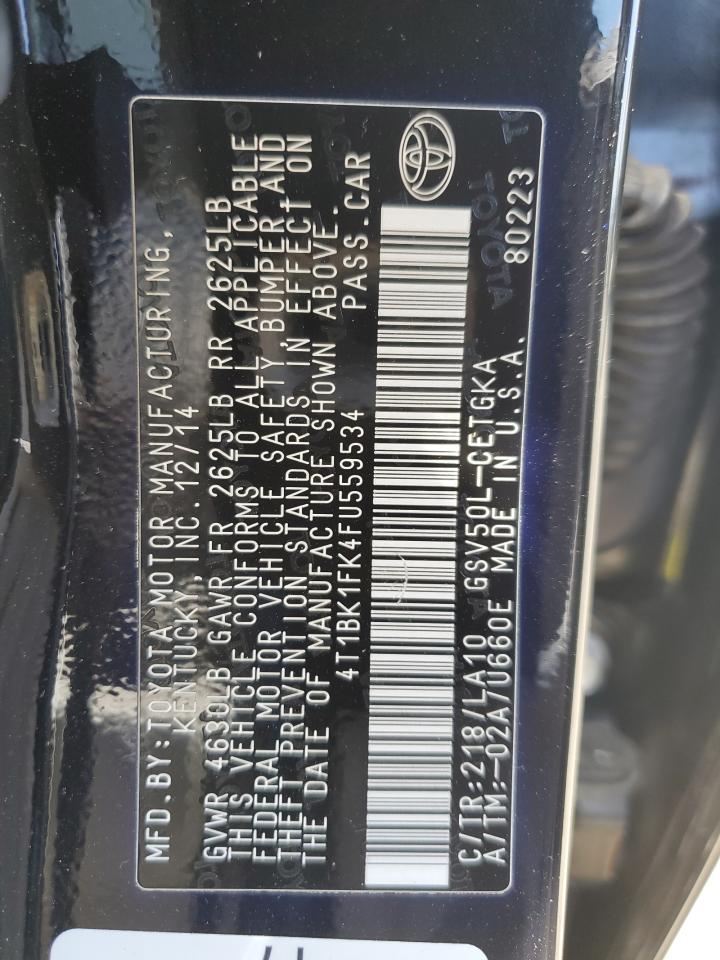 MFD.BY:TOYOTA MOTOR MANUFACTURING,
KENTUCKY, INC. 12/14
GVWR 4630LB GAWR FR 2625LB RR 2625LB
THIS VEHICLE CONFORMS TO ALL APPLICABLE
FEDERAL MOTOR VEHICLE SAFETY, BUMPER AND
THEFT PREVENTION STANDARDS IN EFFECT ON
THE DATE OF MANUFACTURE SHOWN ABOVE.
4T1BK1FK4FU559534 PASS.CAR
C/TR:218/LA10 GSV50L-CETGKA
A/TM:-02A/U660E MADE IN U.S.A. 80223
TOYOTA